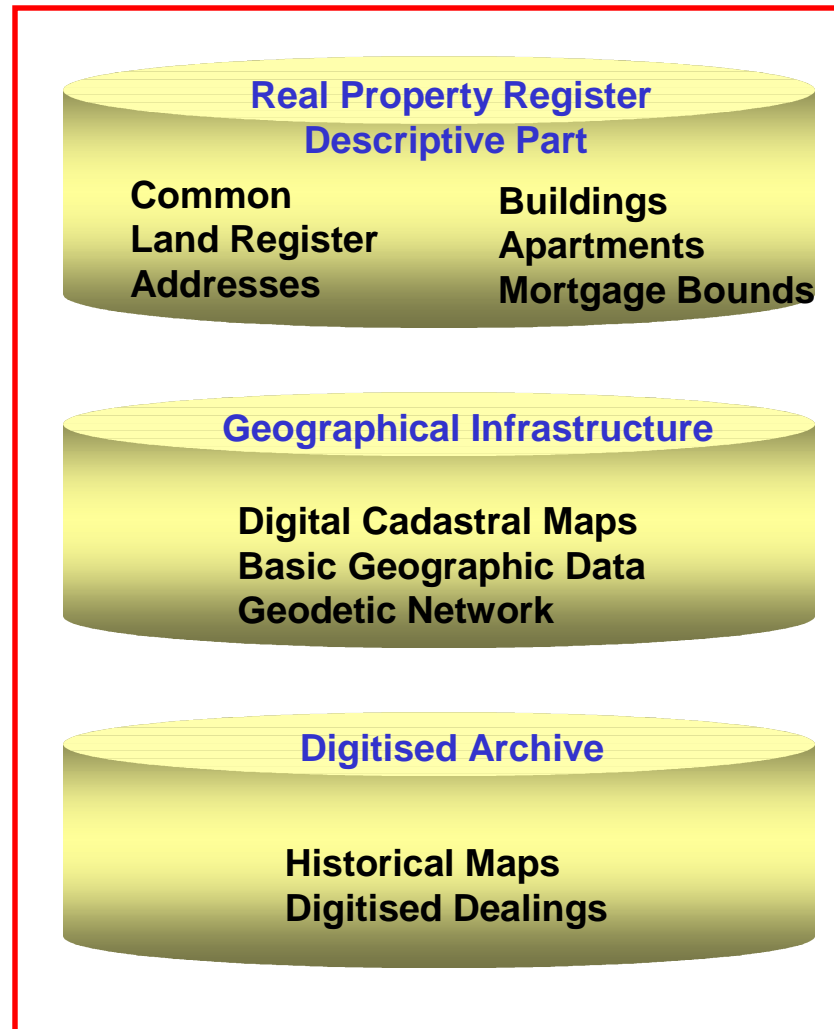 Real Property Register
Descriptive Part
Common
Land Register
Addresses
Buildings
Apartments
Mortgage Bounds
Geographical Infrastructure
Digital Cadastral Maps
Basic Geographic Data
Geodetic Network
Digitised Archive
Historical Maps
Digitised Dealings